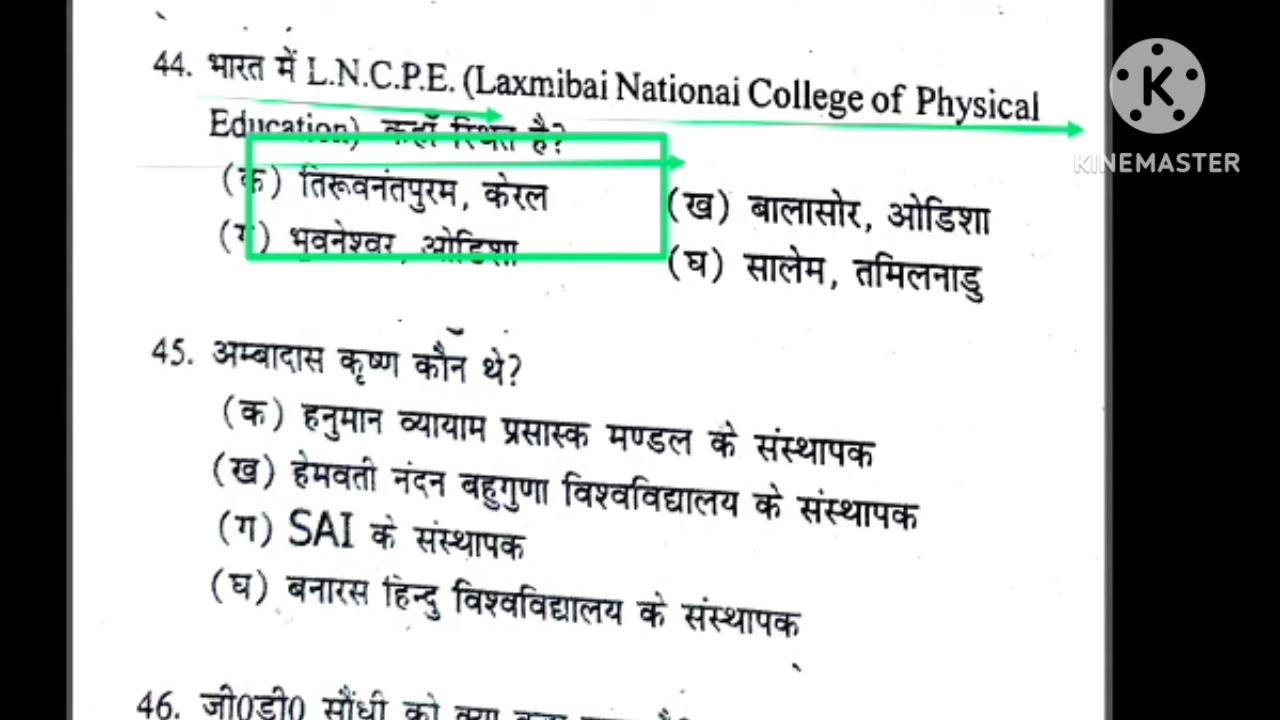 44. भारत में L.N.C.P.E. (Laxmibai Nationai College of Physical
Education) कहाँ स्थित है?
(क) तिरूवनंतपुरम, केरल (ख) बालासोर, ओडिशा
(ग) भुवनेश्वर, ओडिशा (घ) सालेम, तमिलनाडु
45. अम्बादास कृष्ण कौन थे?
(क) हनुमान व्यायाम प्रसास्क मण्डल के संस्थापक
(ख) हेमवती नंदन बहुगुणा विश्वविद्यालय के संस्थापक
(ग) SAI के संस्थापक
(घ) बनारस हिन्दु विश्वविद्यालय के संस्थापक
46. जी0डी0 सौंधी को क्या
K
KINEMASTER